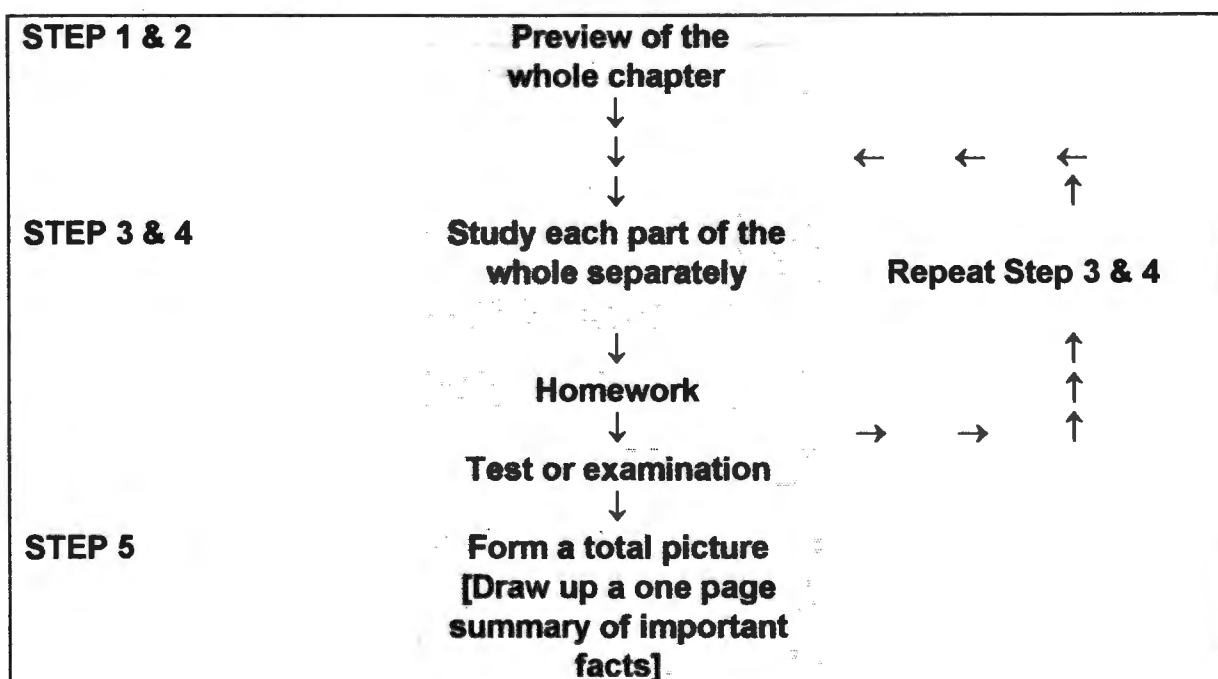 STEP 1 & 2 Preview of the
whole chapter
↓
↓ ← ← ←
↓ ↑
STEP 3 & 4 Study each part of the
whole separately Repeat Step 3 & 4
↓ ↑
Homework ↑
↓ → → ↑
Test or examination
↓
STEP 5 Form a total picture
[Draw up a one page
summary of important
facts]